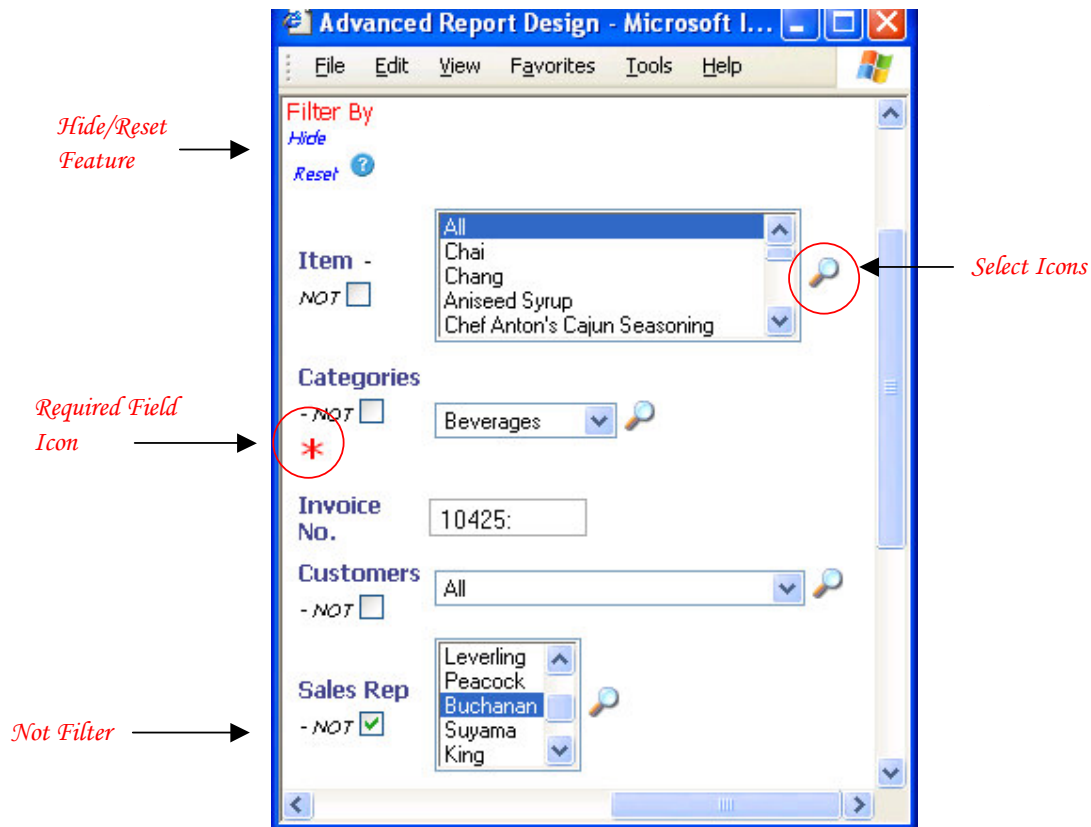 Advanced Report Design - Microsoft I...
File Edit View Favorites Tools Help
Filter By
Hide
Reset ?
Hide/Reset
Feature
Item -
NOT
All
Chai
Chang
Aniseed Syrup
Chef Anton's Cajun Seasoning
Select Icons
Categories
- NOT
*
Beverages
Required Field
Icon
Invoice
No.
10425:
Customers
- NOT
All
Sales Rep
- NOT
Leverling
Peacock
Buchanan
Suyama
King
Not Filter